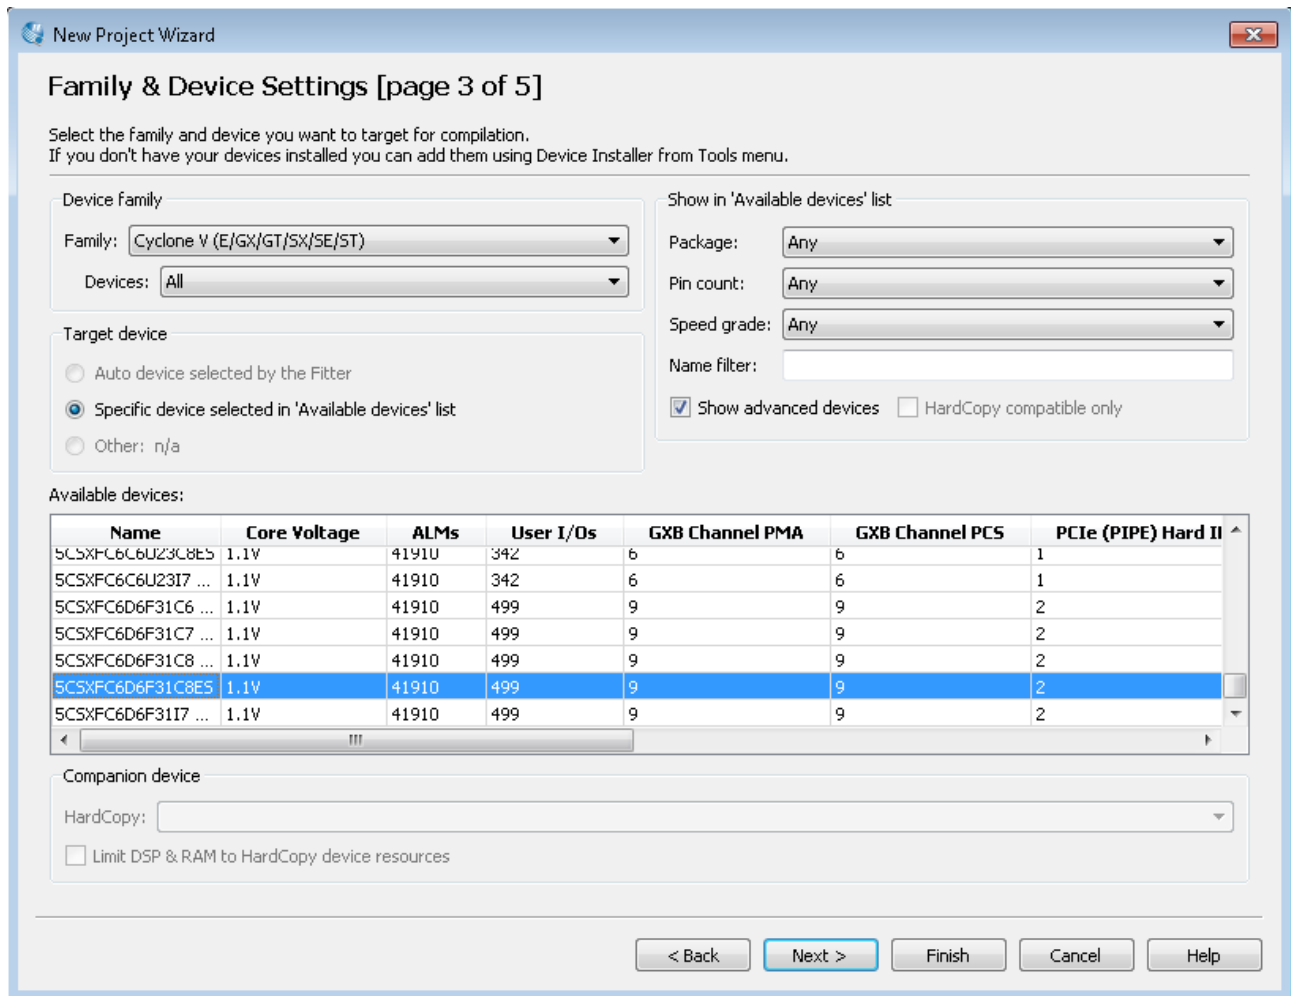 New Project Wizard
Family & Device Settings [page 3 of 5]
Select the family and device you want to target for compilation.
If you don't have your devices installed you can add them using Device Installer from Tools menu.
Device family
Family: Cyclone V (E/GX/GT/SX/SE/ST)
Devices: All
Target device
Auto device selected by the Fitter
Specific device selected in 'Available devices' list
Other: n/a
Show in 'Available devices' list
Package: Any
Pin count: Any
Speed grade: Any
Name filter:
Show advanced devices HardCopy compatible only
Available devices:
Name Core Voltage ALMs User I/Os GXB Channel PMA GXB Channel PCS PCIe (PIPE) Hard II
5CSXFC6C6U23C8ES 1.1V 41910 342 6 6 1
5CSXFC6C6U23I7 ... 1.1V 41910 342 6 6 1
5CSXFC6D6F31C6 ... 1.1V 41910 499 9 9 2
5CSXFC6D6F31C7 ... 1.1V 41910 499 9 9 2
5CSXFC6D6F31C8 ... 1.1V 41910 499 9 9 2
5CSXFC6D6F31C8ES 1.1V 41910 499 9 9 2
5CSXFC6D6F31I7 ... 1.1V 41910 499 9 9 2
Companion device
HardCopy:
Limit DSP & RAM to HardCopy device resources
< Back Next > Finish Cancel Help